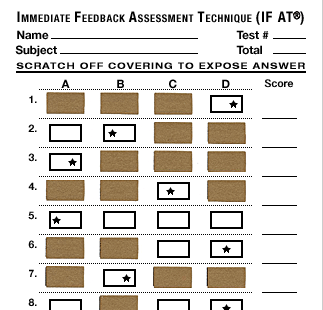 IMMEDIATE FEEDBACK ASSESSMENT TECHNIQUE (IF AT®)
Name Test #
Subject Total
SCRATCH OFF COVERING TO EXPOSE ANSWER
A B C D Score
1.
2.
3.
4.
5.
6.
7.
8.